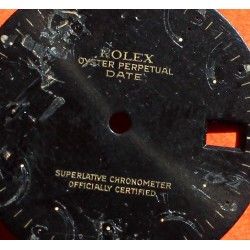 ROLEX
OYSTER PERPETUAL
DATE
SUPERLATIVE CHRONOMETER
OFFICIALLY CERTIFIED